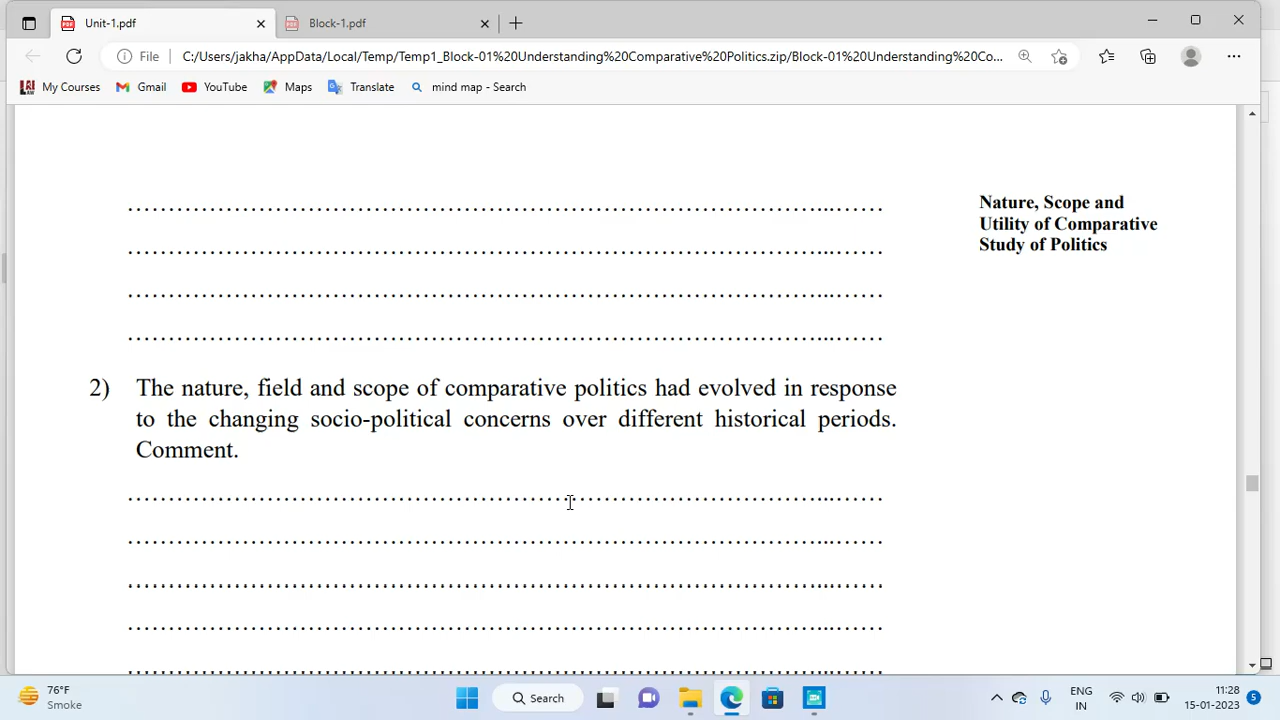 Unit-1.pdf
Block-1.pdf
File
C:/Users/jakha/AppData/Local/Temp/Temp1_Block-01%20Understanding%20Comparative%20Politics.zip/Block-01%20Understanding%20Co...
My Courses
Gmail
YouTube
Maps
Translate
mind map - Search
Nature, Scope and
Utility of Comparative
Study of Politics
……………………………………………………………………………...……
……………………………………………………………………………...……
……………………………………………………………………………...……
……………………………………………………………………………...……
2) The nature, field and scope of comparative politics had evolved in response
to the changing socio-political concerns over different historical periods.
Comment.
……………………………………………………………………………...……
……………………………………………………………………………...……
……………………………………………………………………………...……
……………………………………………………………………………...……
……………………………………………………………………………...……
76°F
Smoke
Search
ENG
IN
11:28
15-01-2023
5